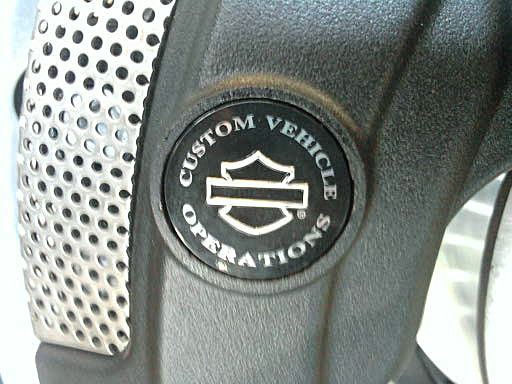 CUSTOM VEHICLE
OPERATIONS
®